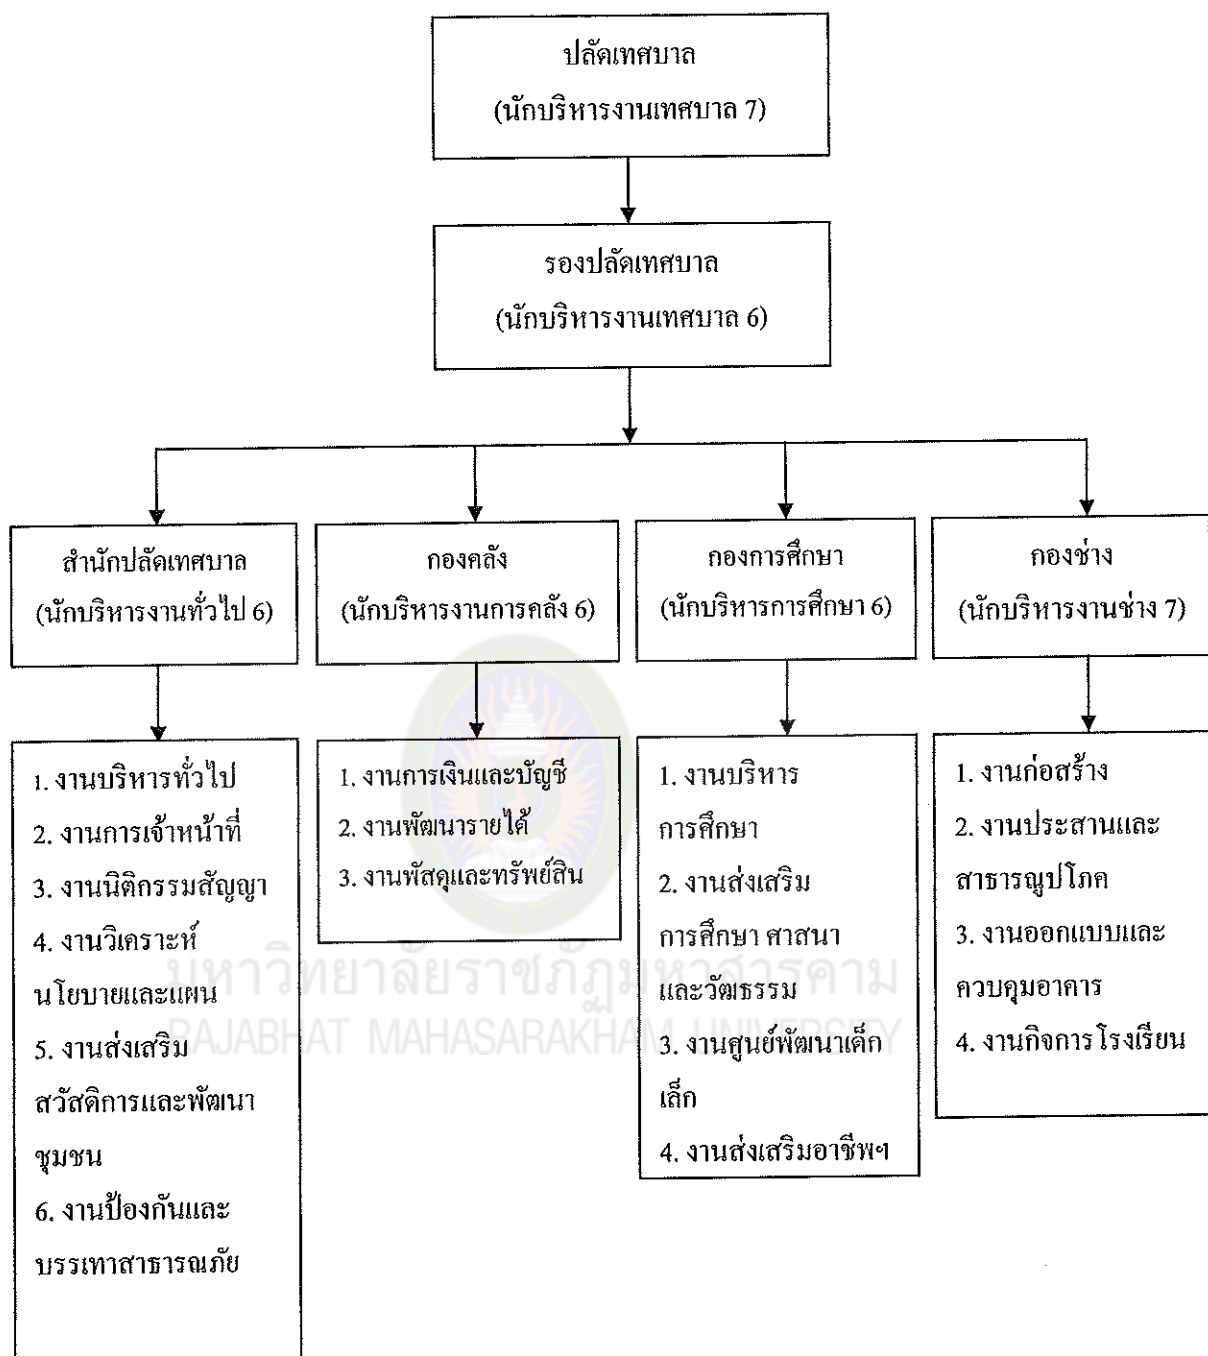 ปลัดเทศบาล
(นักบริหารงานเทศบาล 7)
รองปลัดเทศบาล
(นักบริหารงานเทศบาล 6)
สำนักปลัดเทศบาล
(นักบริหารงานทั่วไป 6)
กองคลัง
(นักบริหารงานการคลัง 6)
กองการศึกษา
(นักบริหารการศึกษา 6)
กองช่าง
(นักบริหารงานช่าง 7)
1. งานบริหารทั่วไป
2. งานการเจ้าหน้าที่
3. งานนิติกรรมสัญญา
4. งานวิเคราะห์
นโยบายและแผน
5. งานส่งเสริม
สวัสดิการและพัฒนา
ชุมชน
6. งานป้องกันและ
บรรเทาสาธารณภัย
1. งานการเงินและบัญชี
2. งานพัฒนารายได้
3. งานพัสดุและทรัพย์สิน
1. งานบริหาร
การศึกษา
2. งานส่งเสริม
การศึกษา ศาสนา
และวัฒธรรม
3. งานศูนย์พัฒนาเด็ก
เล็ก
4. งานส่งเสริมอาชีพฯ
1. งานก่อสร้าง
2. งานประสานและ
สาธารณูปโภค
3. งานออกแบบและ
ควบคุมอาคาร
4. งานกิจการโรงเรียน
มหาวิทยาลัยราชภัฏมหาสารคาม
RAJABHAT MAHASARAKHAM UNIVERSITY